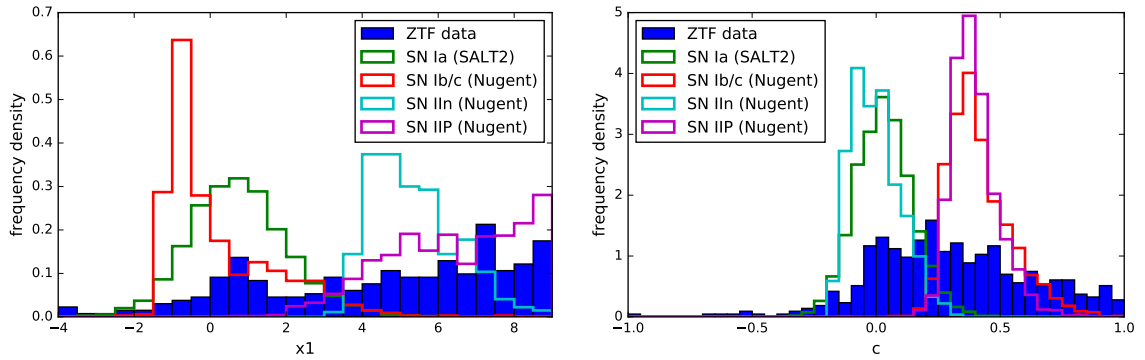 0.7
0.6
0.5
0.4
0.3
0.2
0.1
0.0
frequency density
−4 −2 0 2 4 6 8
x1
ZTF data
SN Ia (SALT2)
SN Ib/c (Nugent)
SN IIn (Nugent)
SN IIP (Nugent)
5
4
3
2
1
0
frequency density
−1.0 −0.5 0.0 0.5 1.0
c
ZTF data
SN Ia (SALT2)
SN Ib/c (Nugent)
SN IIn (Nugent)
SN IIP (Nugent)